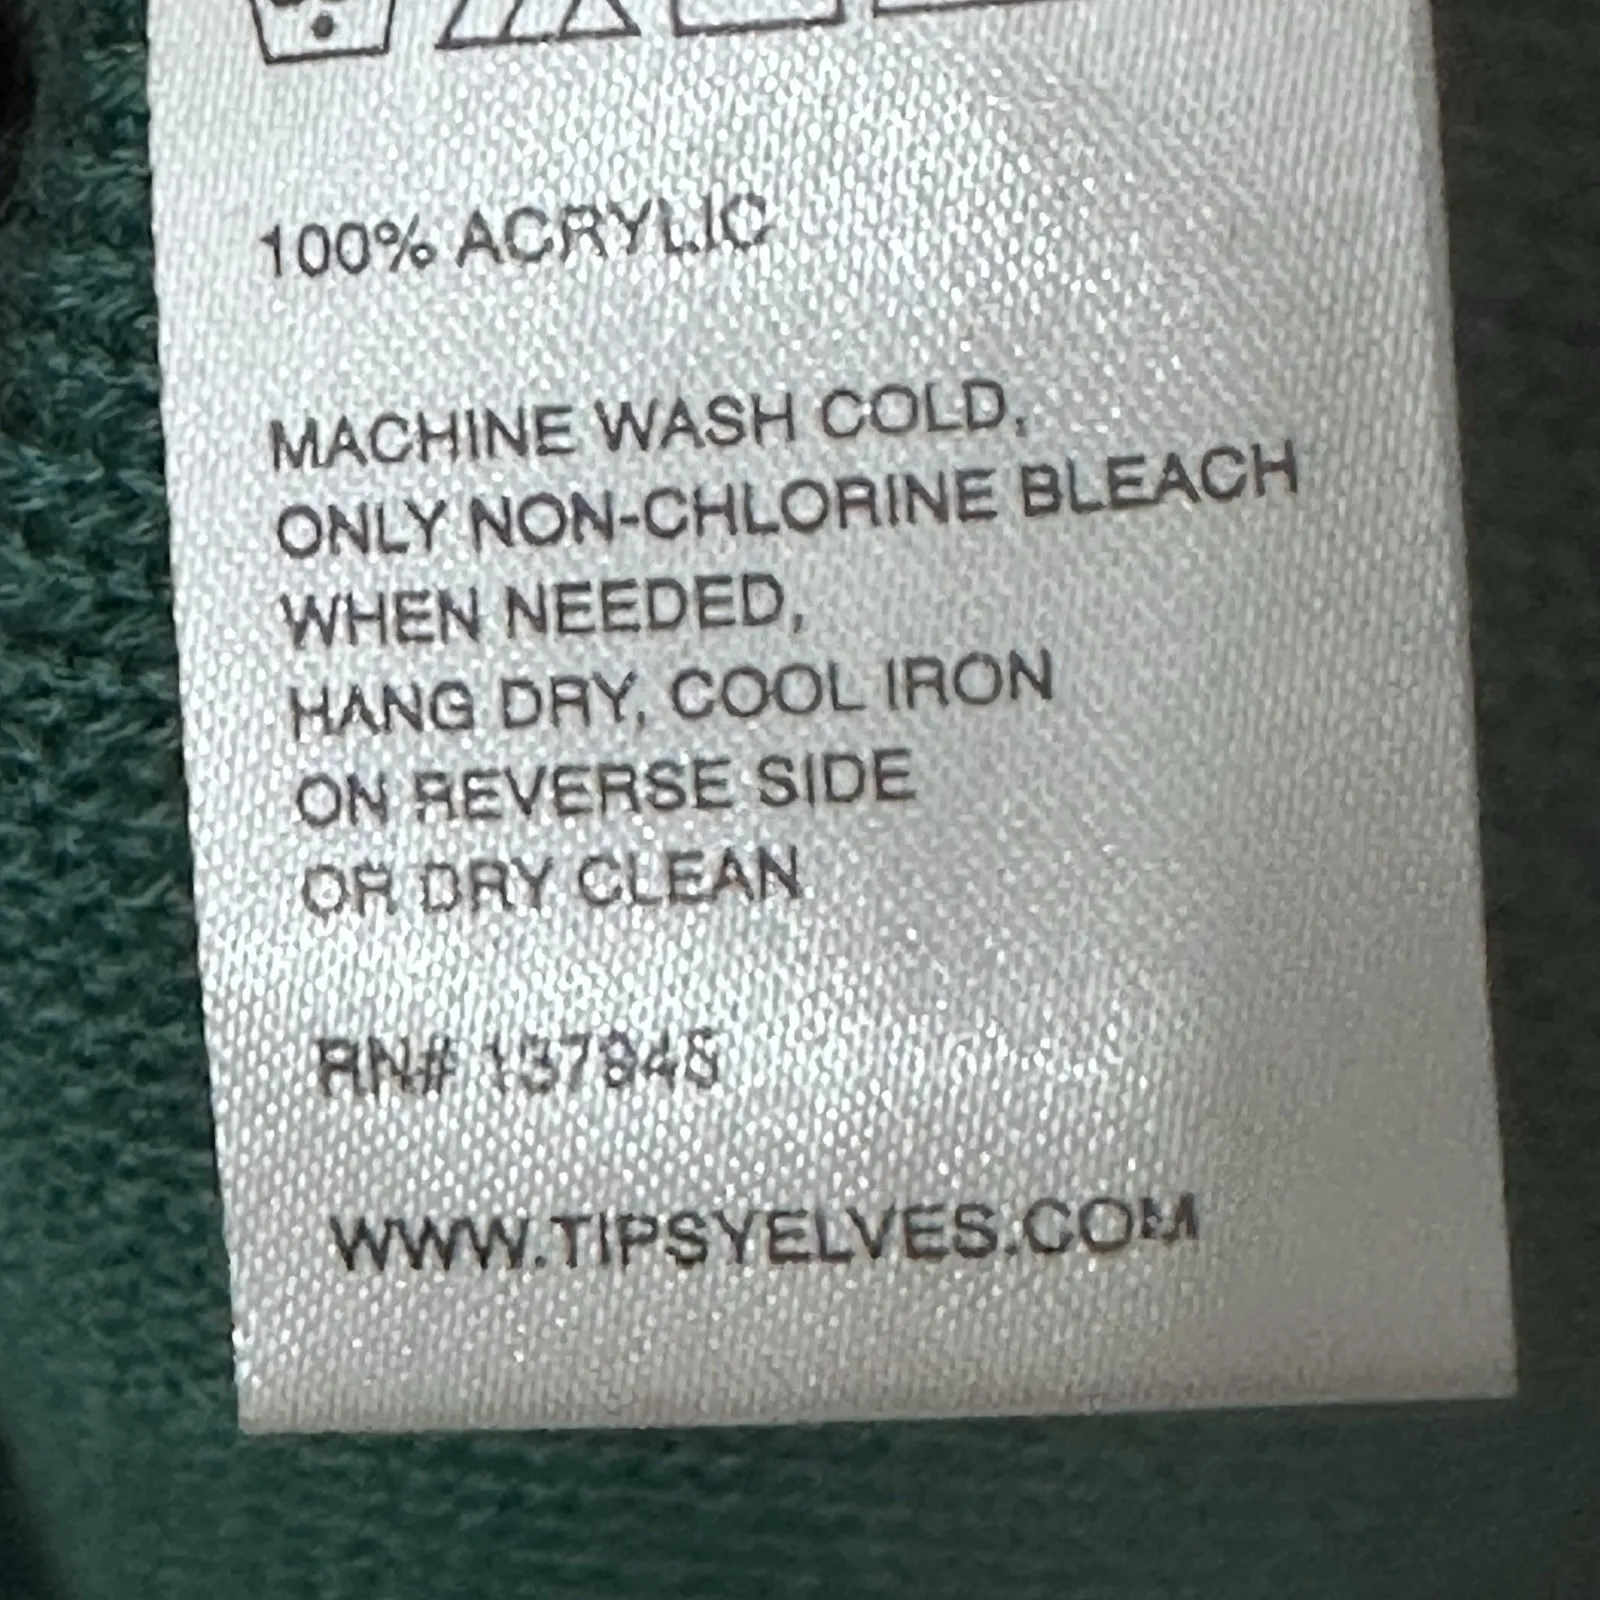 100% ACRYLIC
MACHINE WASH COLD,
ONLY NON-CHLORINE BLEACH
WHEN NEEDED,
HANG DRY, COOL IRON
ON REVERSE SIDE
OR DRY CLEAN
RN#
WWW.TIPSYELVES.COM